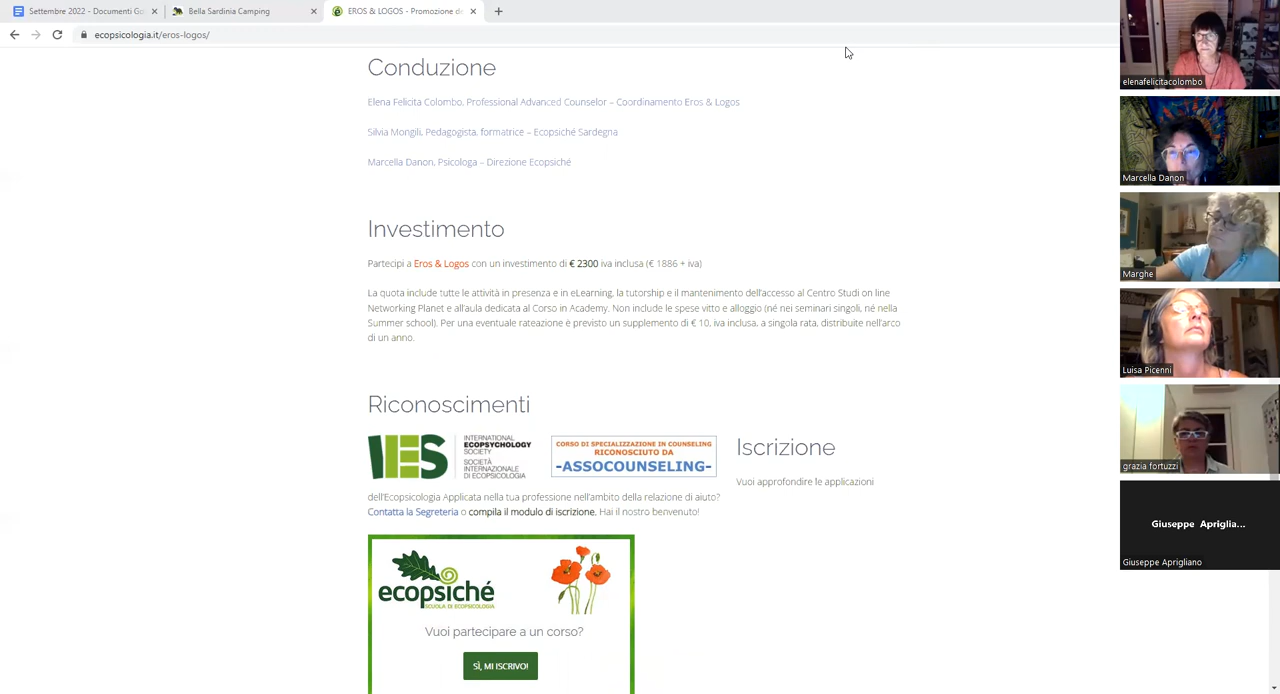 Settembre 2022 - Documenti Go
Bella Sardinia Camping
EROS & LOGOS - Promozione de
ecopsicologia.it/eros-logos/
Conduzione
Elena Felicita Colombo, Professional Advanced Counselor – Coordinamento Eros & Logos
Silvia Mongili, Pedagogista, formatrice – Ecopsiché Sardegna
Marcella Danon, Psicologa – Direzione Ecopsiché
Investimento
Partecipi a Eros & Logos con un investimento di € 2300 iva inclusa (€ 1886 + iva)
La quota include tutte le attività in presenza e in eLearning, la tutorship e il mantenimento dell'accesso al Centro Studi on line
Networking Planet e all'aula dedicata al Corso in Academy. Non include le spese vitto e alloggio (né nei seminari singoli, né nella
Summer school). Per una eventuale rateazione è previsto un supplemento di € 10, iva inclusa, a singola rata, distribuite nell'arco
di un anno.
Riconoscimenti
IES
INTERNATIONAL
ECOPSYCHOLOGY
SOCIETY
SOCIETÀ
INTERNAZIONALE
DI ECOPSICOLOGIA
CORSO DI SPECIALIZZAZIONE IN COUNSELING
RICONOSCIUTO DA
-ASSOCOUNSELING-
Iscrizione
Vuoi approfondire le applicazioni
dell'Ecopsicologia Applicata nella tua professione nell'ambito della relazione di aiuto?
Contatta la Segreteria o compila il modulo di iscrizione. Hai il nostro benvenuto!
ecopsiché
SCUOLA DI ECOPSICOLOGIA
Vuoi partecipare a un corso?
SÌ, MI ISCRIVO!
elenafelicitacolombo
Marcella Danon
Marghe
Luisa Picenni
grazia fortuzzi
Giuseppe Apriglia...
Giuseppe Aprigliano